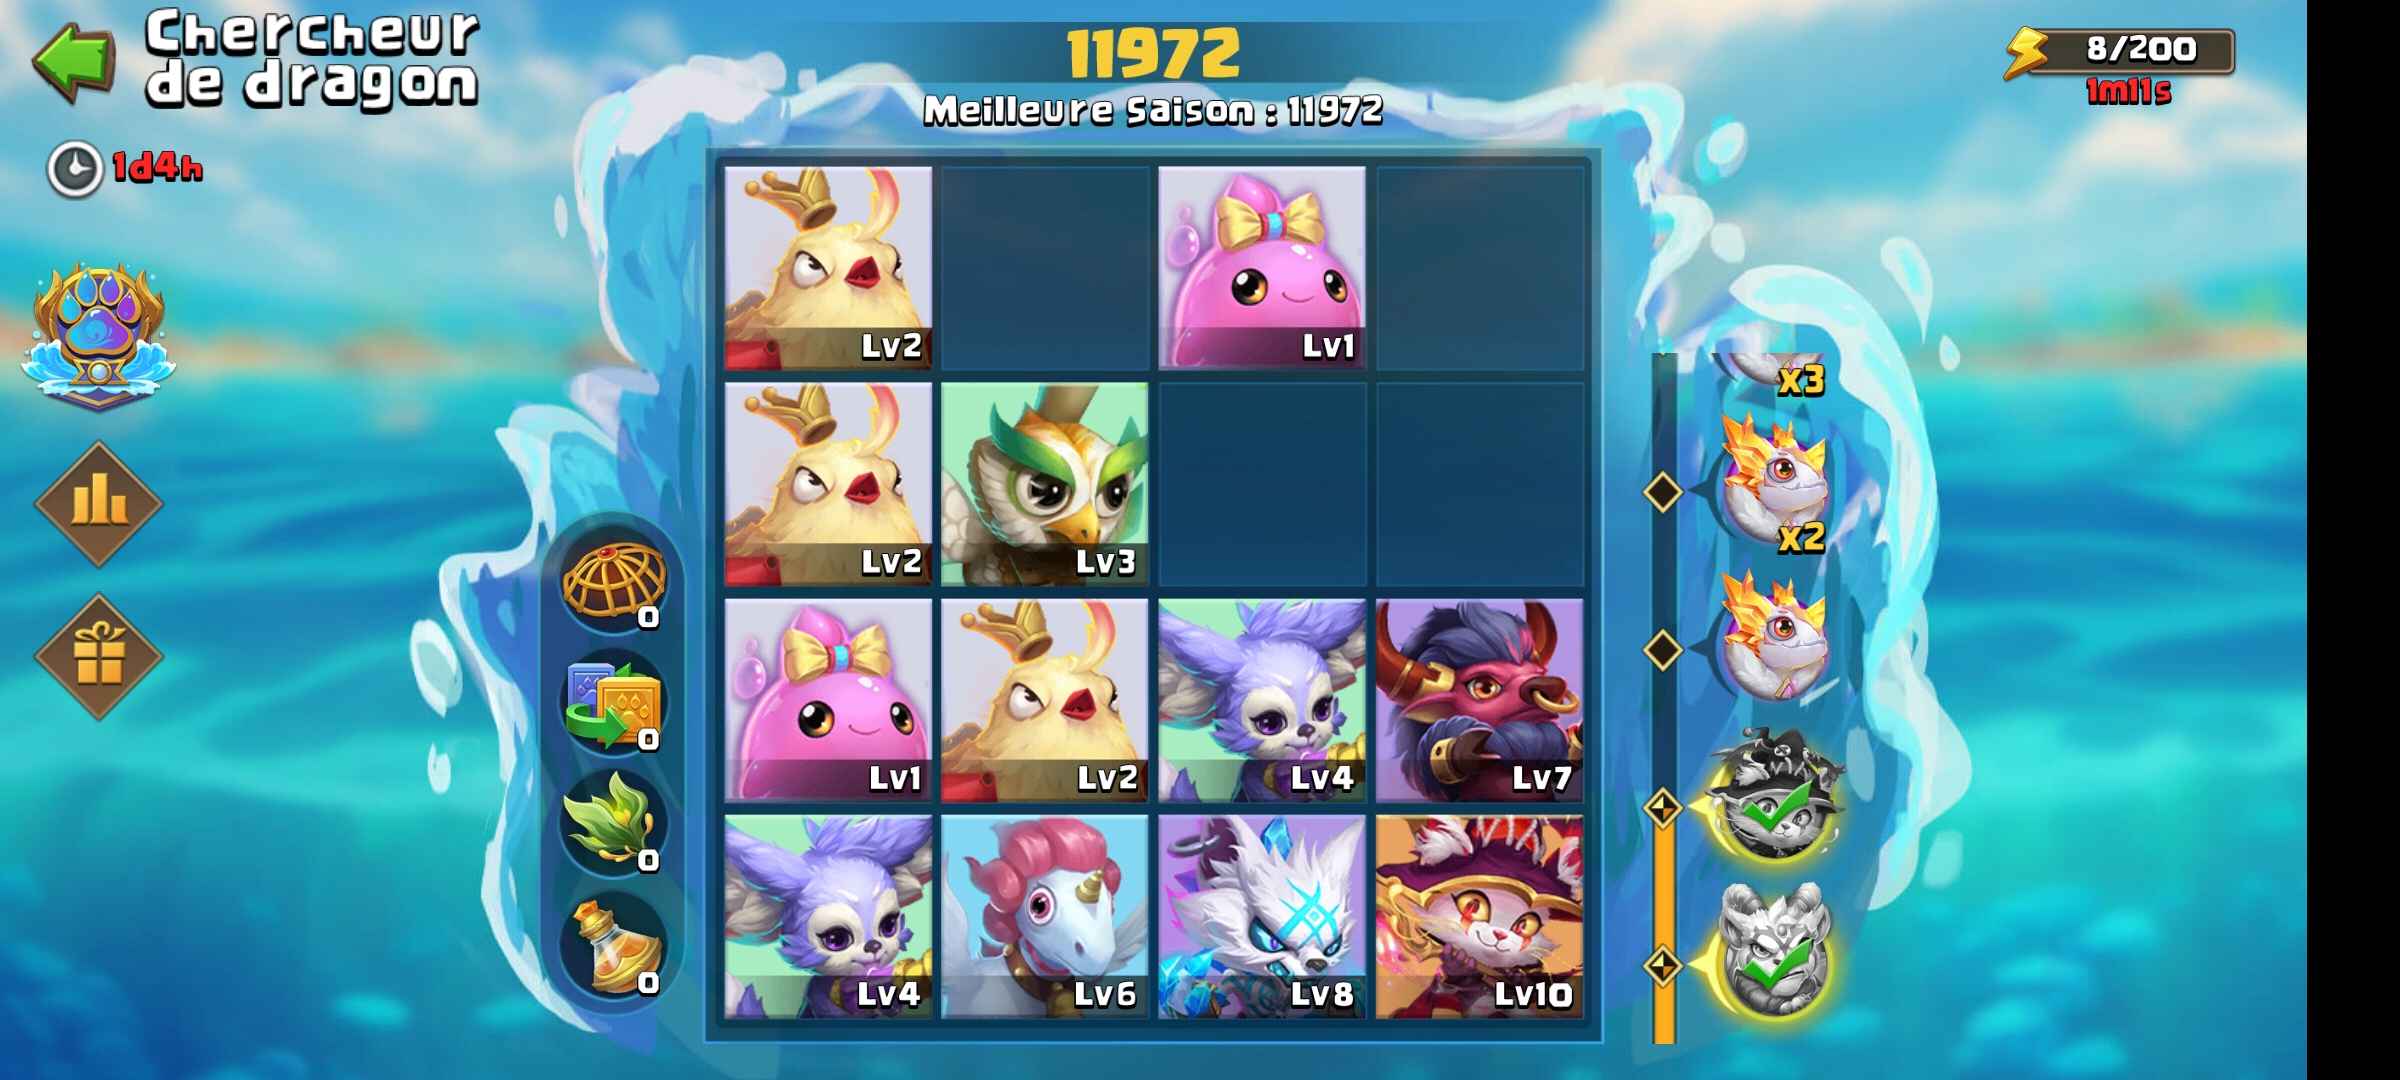 Chercheur
de dragon
11972
Meilleure Saison : 11972
8/200
1m11s
1d4h
Lv2
Lv1
Lv2
Lv3
Lv1
Lv2
Lv4
Lv7
Lv4
Lv6
Lv8
Lv10
0
0
0
0
x3
x2